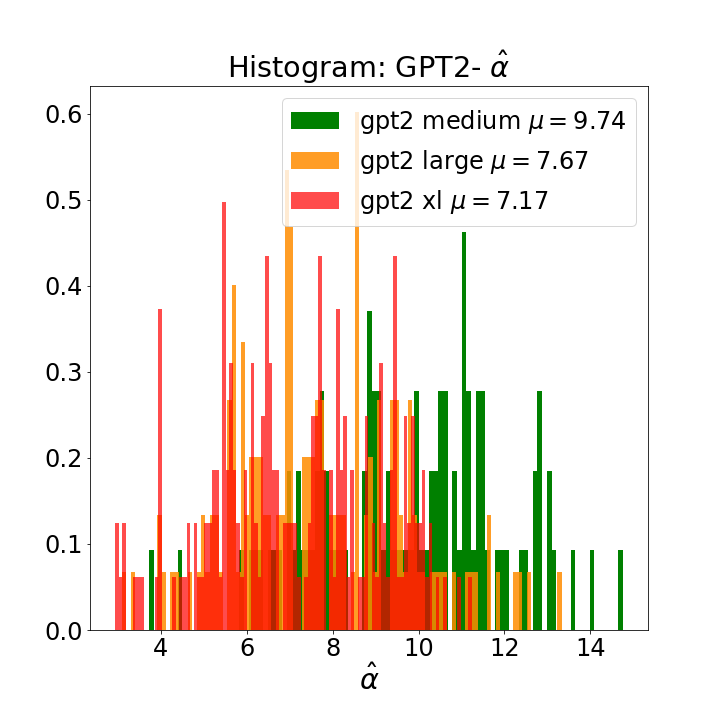 Histogram: GPT2- α̂
gpt2 medium μ = 9.74
gpt2 large μ = 7.67
gpt2 xl μ = 7.17
0.6
0.5
0.4
0.3
0.2
0.1
0.0
4 6 8 10 12 14
α̂